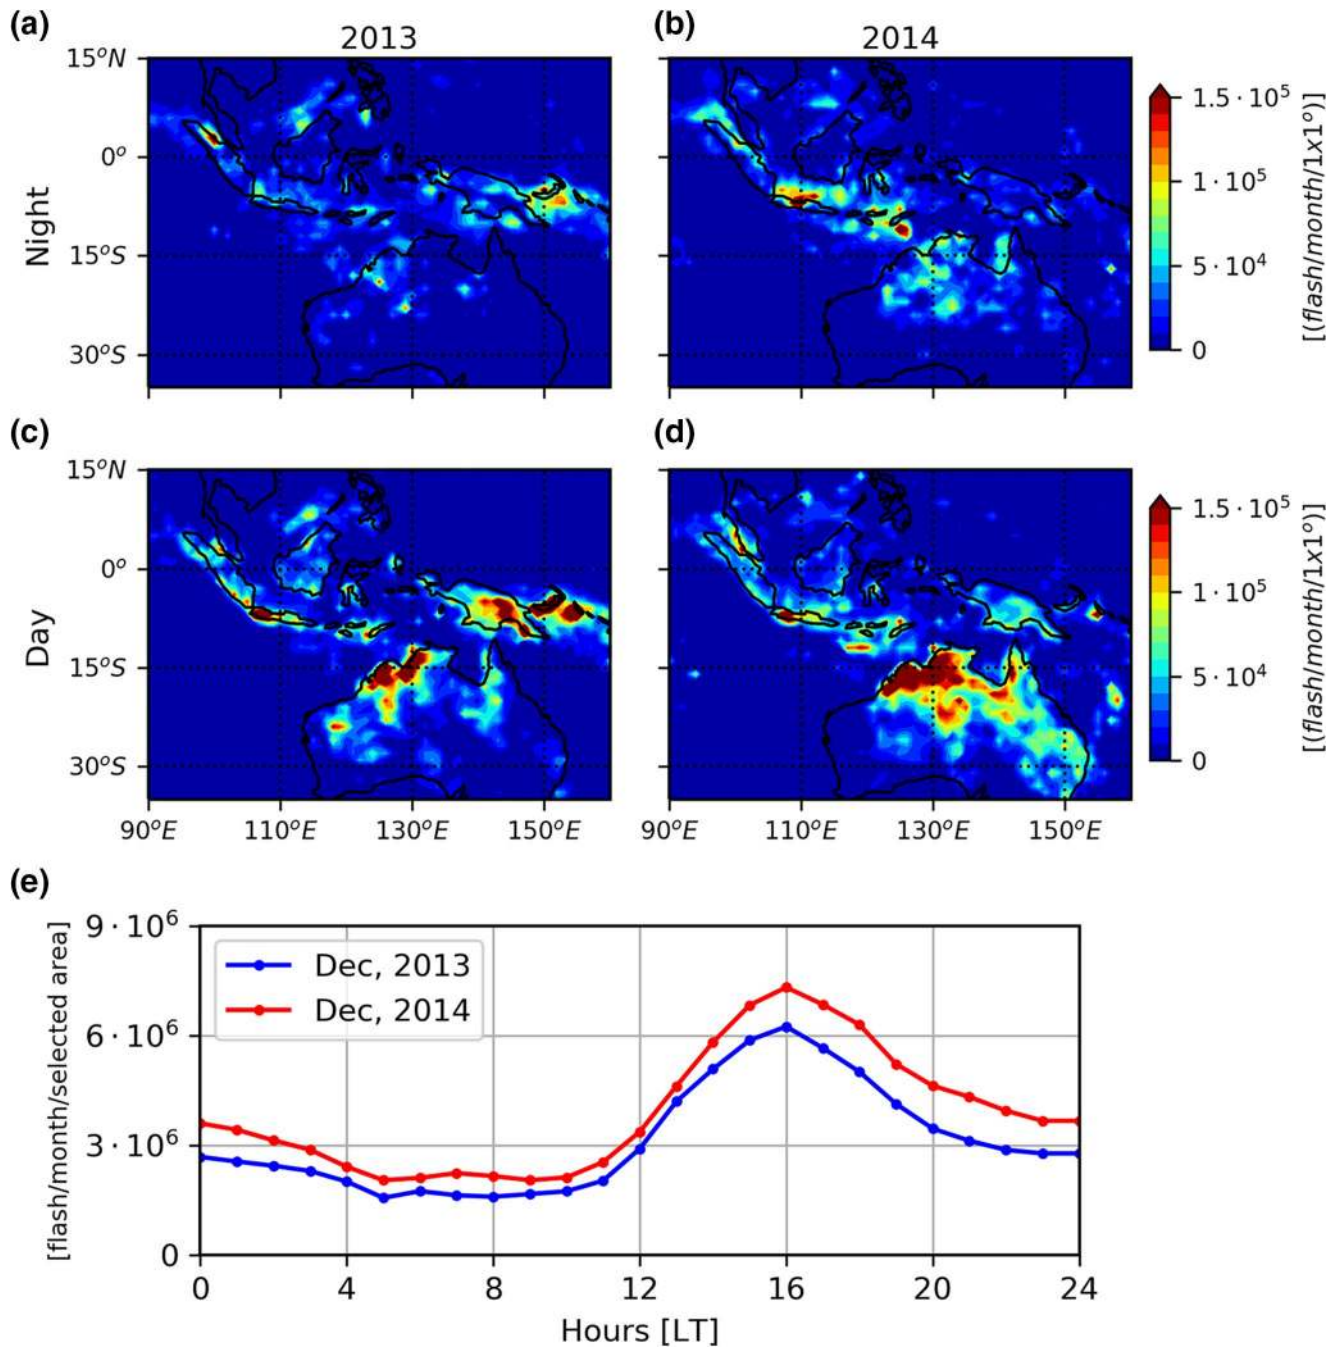 (a) 2013 (b) 2014
15°N
0°
15°S
30°S
Night
1.5·10⁵
1·10⁵
5·10⁴
0
[(flash/month/1x1°)]
(c) (d)
15°N
0°
15°S
30°S
Day
90°E 110°E 130°E 150°E 90°E 110°E 130°E 150°E
1.5·10⁵
1·10⁵
5·10⁴
0
[(flash/month/1x1°)]
(e)
[flash/month/selected area]
9·10⁶
6·10⁶
3·10⁶
0
Dec, 2013
Dec, 2014
0 4 8 12 16 20 24
Hours [LT]